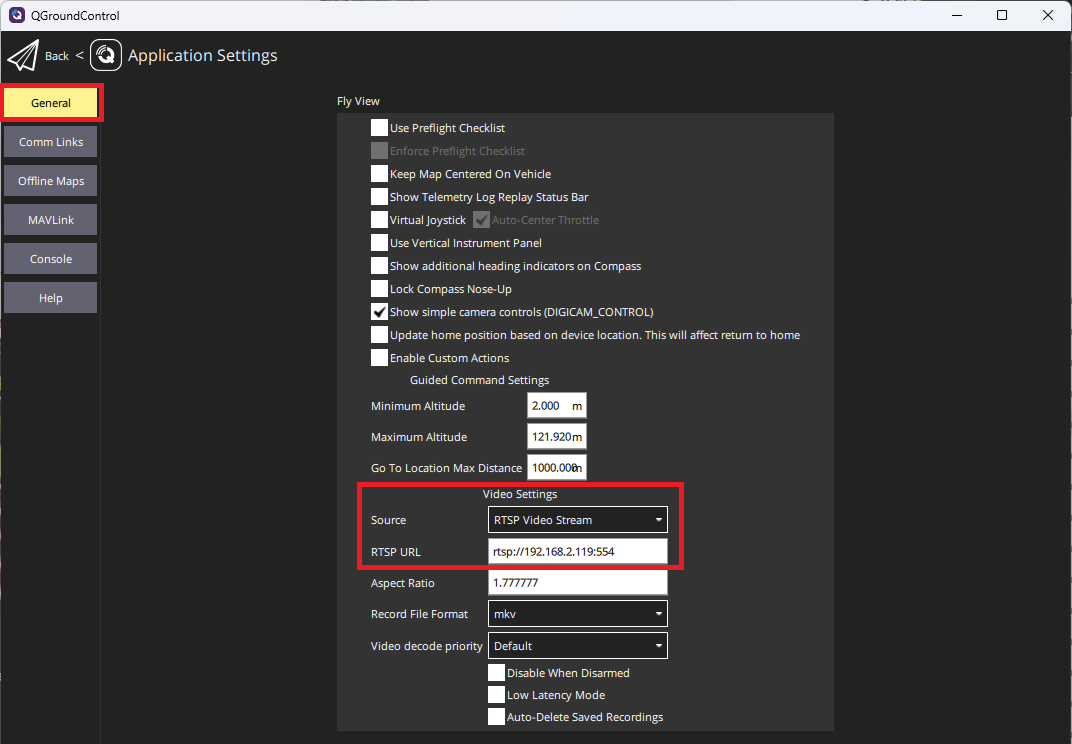 QGroundControl
Back < Application Settings
General
Comm Links
Offline Maps
MAVLink
Console
Help
Fly View
Use Preflight Checklist
Enforce Preflight Checklist
Keep Map Centered On Vehicle
Show Telemetry Log Replay Status Bar
Virtual Joystick Auto-Center Throttle
Use Vertical Instrument Panel
Show additional heading indicators on Compass
Lock Compass Nose-Up
Show simple camera controls (DIGICAM_CONTROL)
Update home position based on device location. This will affect return to home
Enable Custom Actions
Guided Command Settings
Minimum Altitude 2.000 m
Maximum Altitude 121.920 m
Go To Location Max Distance 1000.000 m
Video Settings
Source RTSP Video Stream
RTSP URL rtsp://192.168.2.119:554
Aspect Ratio 1.777777
Record File Format mkv
Video decode priority Default
Disable When Disarmed
Low Latency Mode
Auto-Delete Saved Recordings